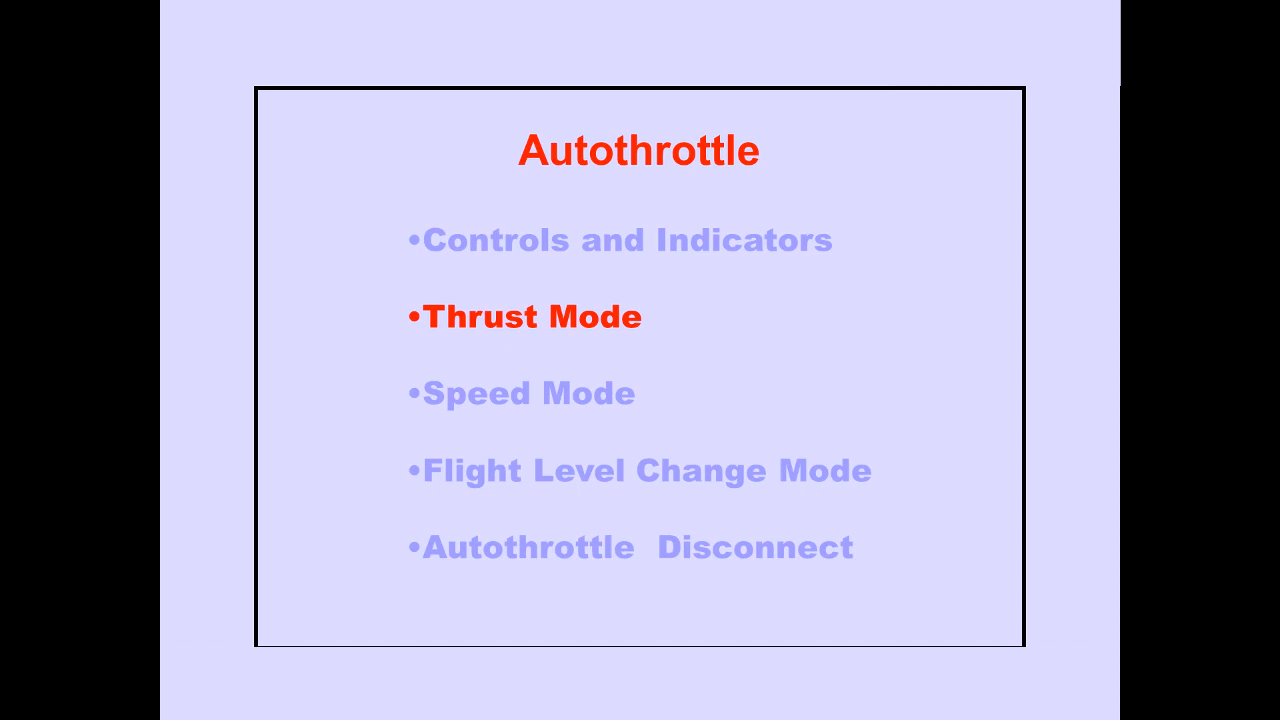 Autothrottle
•Controls and Indicators
•Thrust Mode
•Speed Mode
•Flight Level Change Mode
•Autothrottle  Disconnect